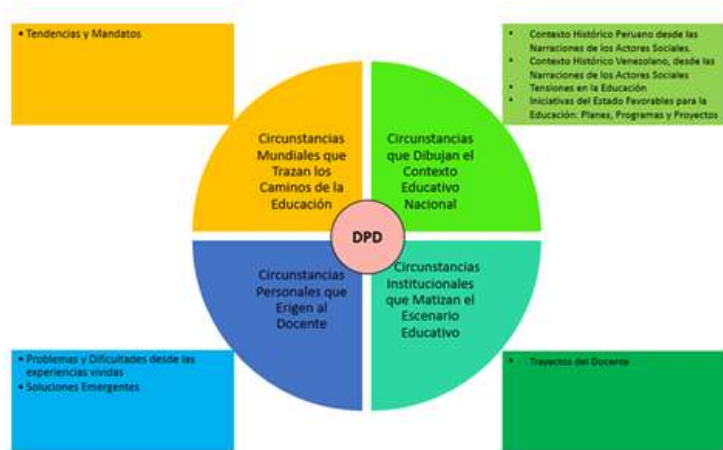 • Tendencias y Mandatos
• Contexto Histórico Peruano desde las
Narraciones de los Actores Sociales.
• Contexto Histórico Venezolano, desde las
Narraciones de los Actores Sociales
• Tensiones en la Educación
• Iniciativas del Estado Favorables para la
Educación: Planes, Programas y Proyectos
Circunstancias
Mundiales que
Trazan los
Caminos de la
Educación
Circunstancias
que Dibujan el
Contexto
Educativo
Nacional
DPD
Circunstancias
Personales que
Erigen al
Docente
Circunstancias
Institucionales
que Matizan el
Escenario
Educativo
• Problemas y Dificultades desde las
experiencias vividas
• Soluciones Emergentes
• Trayectos del Docente